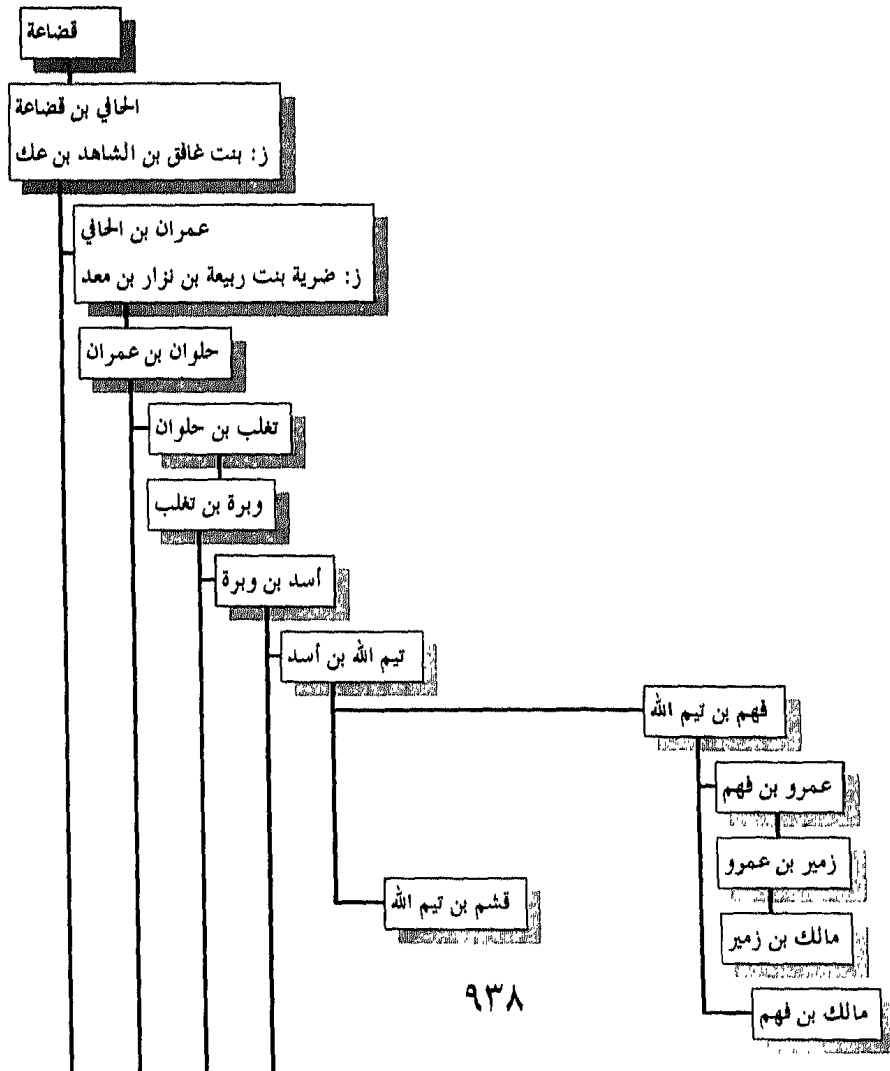 قضاعة
الحافي بن قضاعة
ز: بنت غافق بن الشاهد بن عك
عمران بن الحافي
ز: ضرية بنت ربيعة بن نزار بن معد
حلوان بن عمران
تغلب بن حلوان
وبرة بن تغلب
أسد بن وبرة
تيم الله بن أسد
فهم بن تيم الله
عمرو بن فهم
زمير بن عمرو
مالك بن زمير
مالك بن فهم
قشم بن تيم الله
٩٣٨